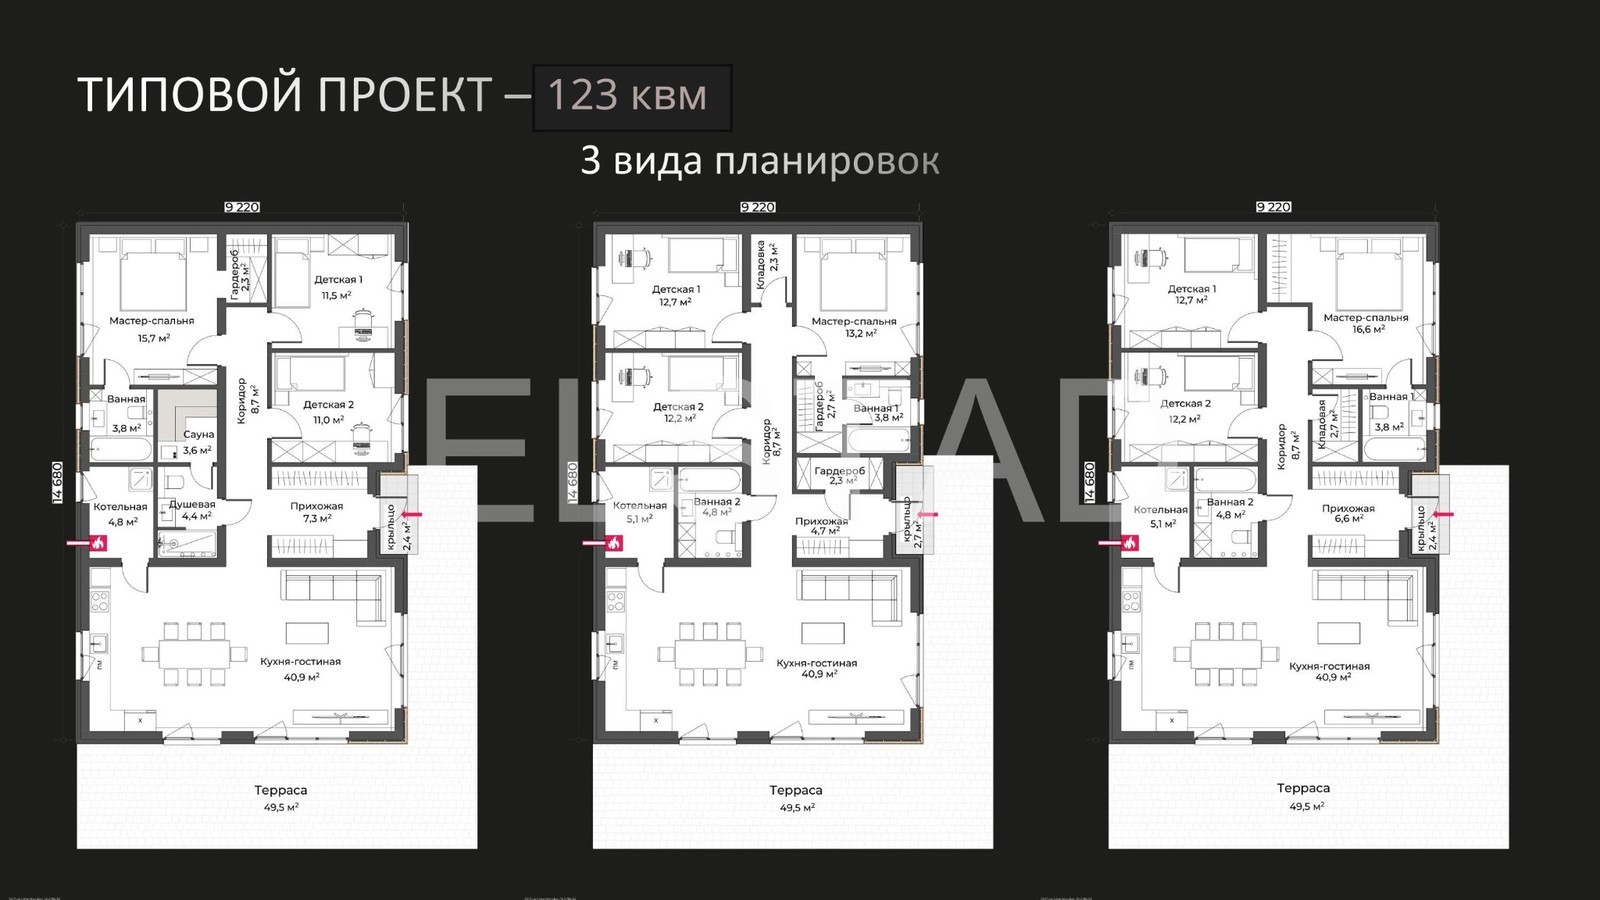 ТИПОВОЙ ПРОЕКТ – 123 квм
3 вида планировок
9 220
14 680
Мастер-спальня
15,7 м²
Гардероб
2,3 м²
Детская 1
11,5 м²
Коридор
8,7 м²
Детская 2
11,0 м²
Ванная
3,8 м²
Сауна
3,6 м²
Котельная
4,8 м²
Душевая
4,4 м²
Прихожая
7,3 м²
крыльцо
2,4 м²
Кухня-гостиная
40,9 м²
ПМ
Х
Терраса
49,5 м²
9 220
14 680
Детская 1
12,7 м²
Кладовка
2,3 м²
Мастер-спальня
13,2 м²
Детская 2
12,2 м²
Коридор
8,7 м²
Гардероб
2,7 м²
Ванная 1
3,8 м²
Гардероб
2,3 м²
Котельная
5,1 м²
Ванная 2
4,8 м²
Прихожая
4,7 м²
крыльцо
2,7 м²
Кухня-гостиная
40,9 м²
ПМ
Х
Терраса
49,5 м²
9 220
14 680
Детская 1
12,7 м²
Мастер-спальня
16,6 м²
Детская 2
12,2 м²
Коридор
8,7 м²
Кладовая
2,7 м²
Ванная 1
3,8 м²
Котельная
5,1 м²
Ванная 2
4,8 м²
Прихожая
6,6 м²
крыльцо
2,4 м²
Кухня-гостиная
40,9 м²
ПМ
Х
Терраса
49,5 м²